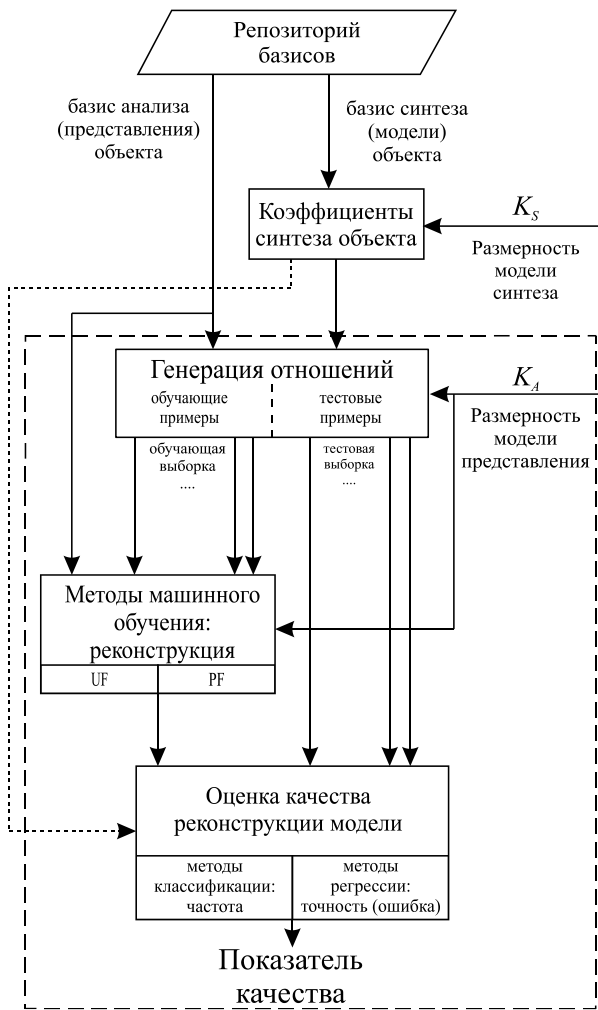 Репозиторий
базисов
базис анализа
(представления)
объекта
базис синтеза
(модели)
объекта
Коэффициенты
синтеза объекта
K_S
Размерность
модели
синтеза
Генерация отношений
обучающие
примеры
тестовые
примеры
K_A
Размерность
модели
представления
обучающая
выборка
....
тестовая
выборка
....
Методы машинного
обучения:
реконструкция
UF
PF
Оценка качества
реконструкции модели
методы
классификации:
частота
методы
регрессии:
точность (ошибка)
Показатель
качества